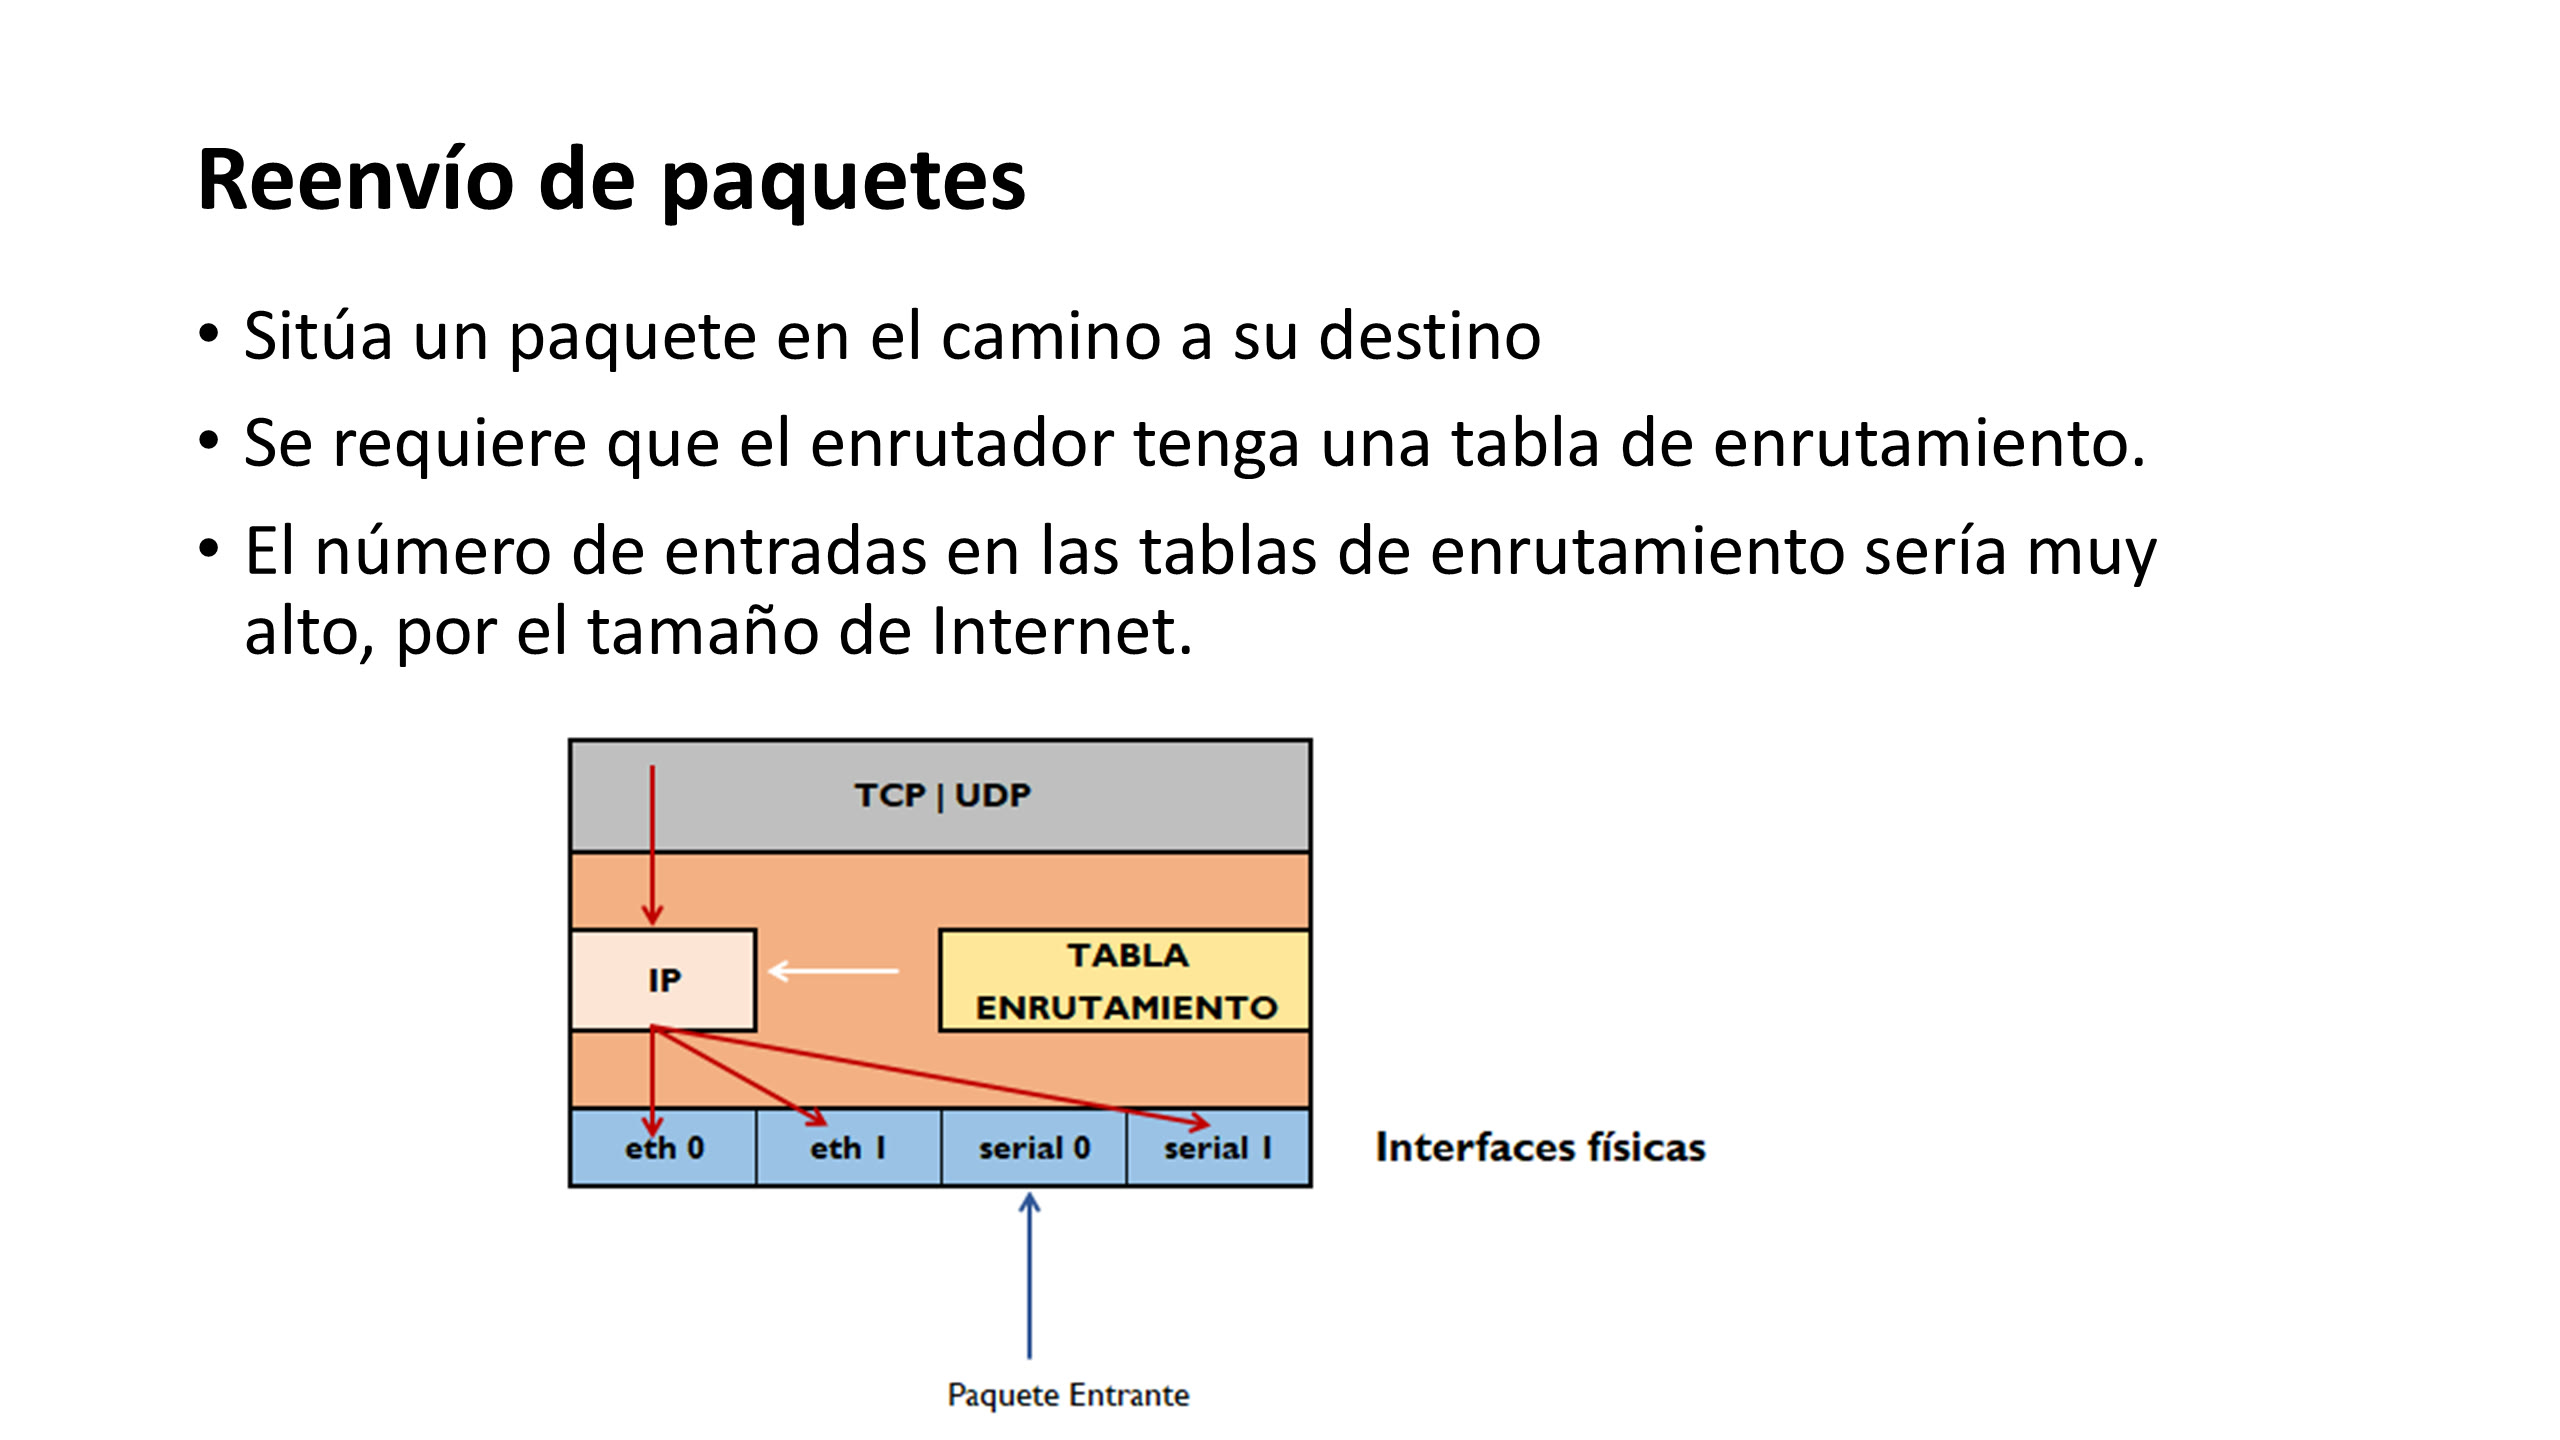 Reenvío de paquetes
• Sitúa un paquete en el camino a su destino
• Se requiere que el enrutador tenga una tabla de enrutamiento.
• El número de entradas en las tablas de enrutamiento sería muy
alto, por el tamaño de Internet.
TCP | UDP
IP
TABLA
ENRUTAMIENTO
eth 0
eth 1
serial 0
serial 1
Interfaces físicas
Paquete Entrante